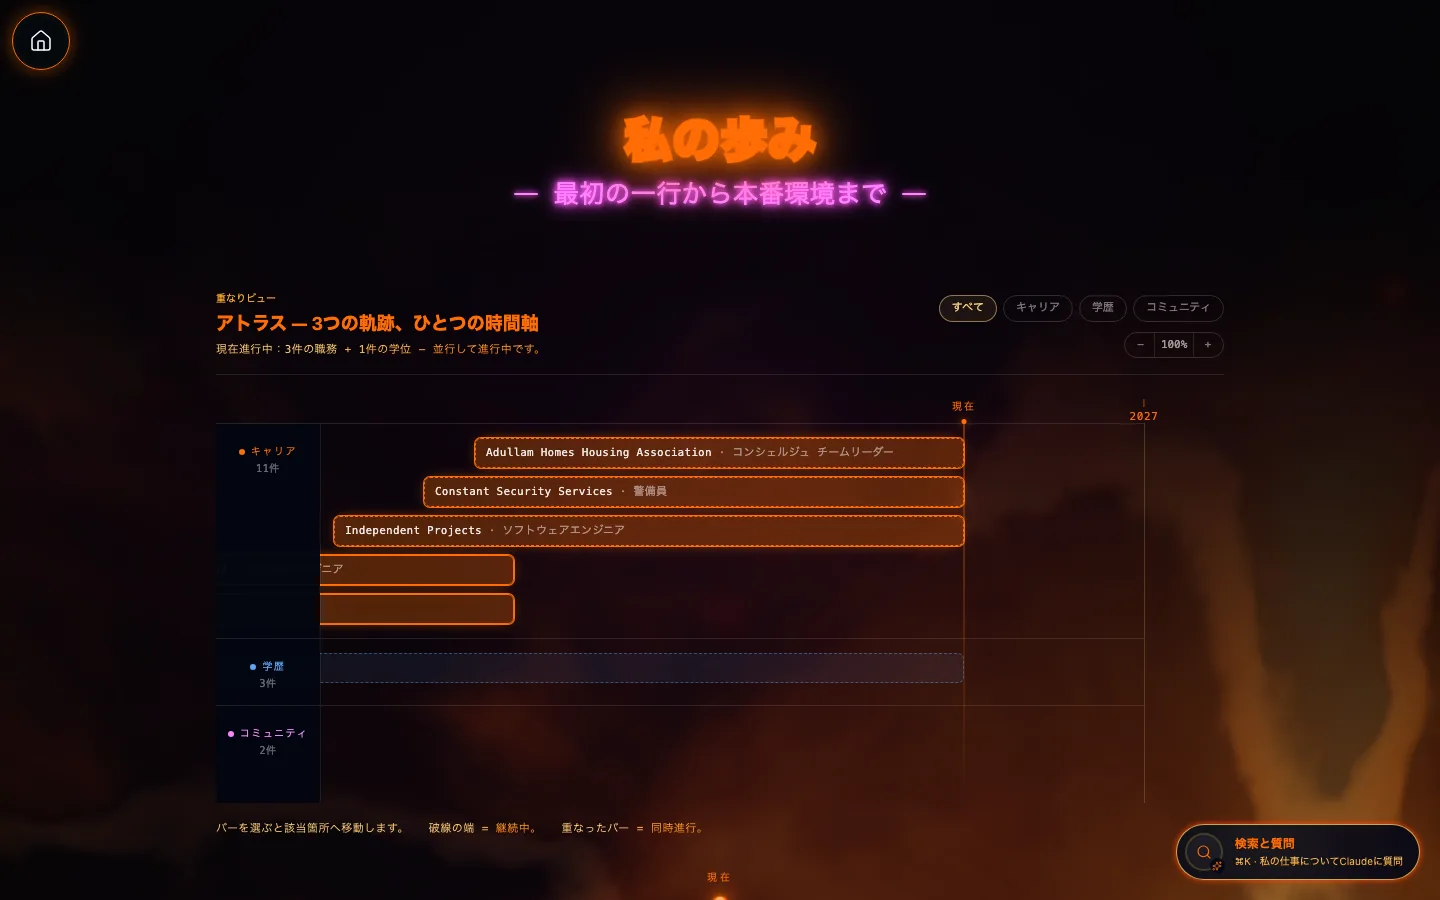 私の歩み
— 最初の一行から本番環境まで —
重なりビュー
アトラス — 3つの軌跡、ひとつの時間軸
現在進行中：3件の職務 + 1件の学位 — 並行して進行中です。
すべて キャリア 学歴 コミュニティ
− 100% +
現在
2027
キャリア
11件
Adullam Homes Housing Association · コンシェルジュ チームリーダー
Constant Security Services · 警備員
Independent Projects · ソフトウェアエンジニア
ニア
学歴
3件
コミュニティ
2件
バーを選ぶと該当箇所へ移動します。 破線の端 = 継続中。 重なったバー = 同時進行。
現在
検索と質問
⌘K · 私の仕事についてClaudeに質問